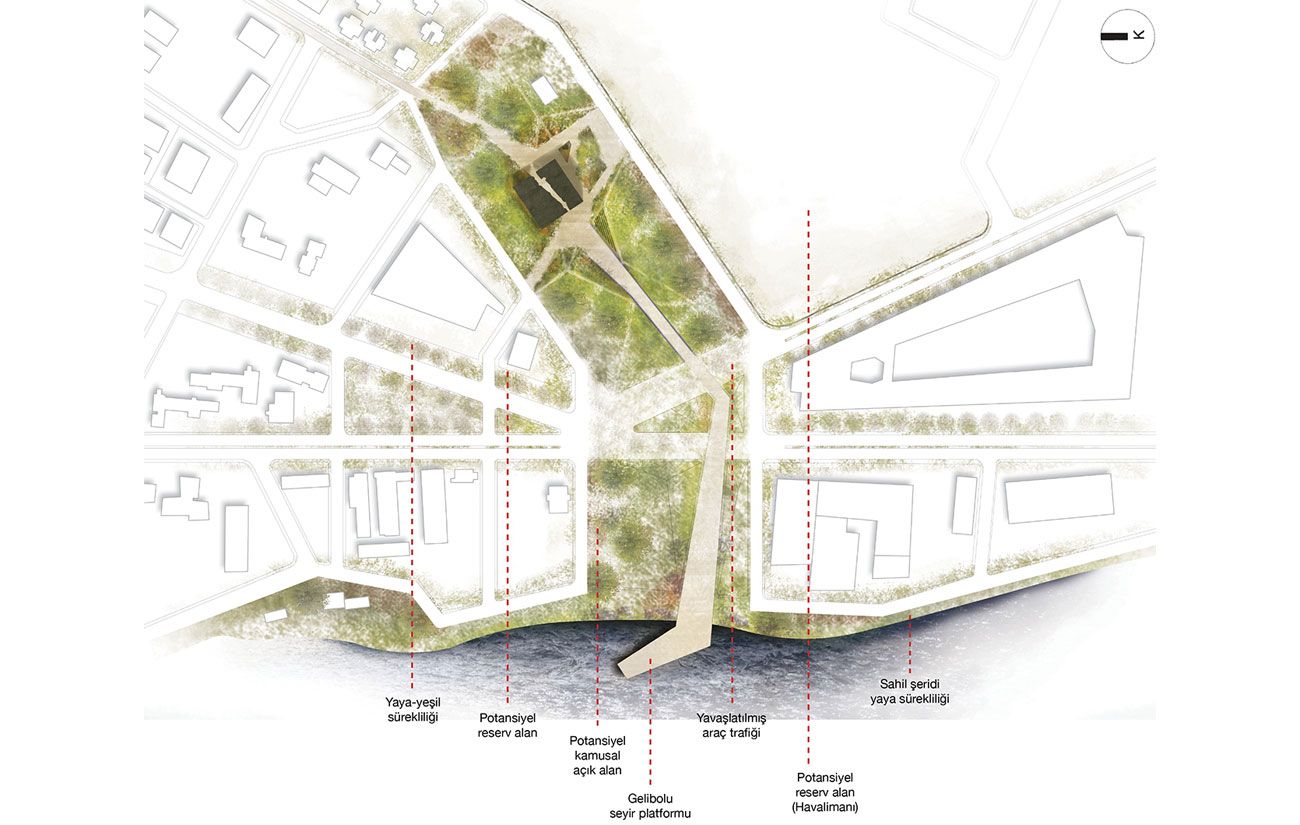 K
Yaya-yeşil
sürekliliği
Potansiyel
reserv alan
Potansiyel
kamusal
açık alan
Gelibolu
seyir platformu
Yavaşlatılmış
araç trafiği
Potansiyel
reserv alan
(Havalimanı)
Sahil şeridi
yaya sürekliliği